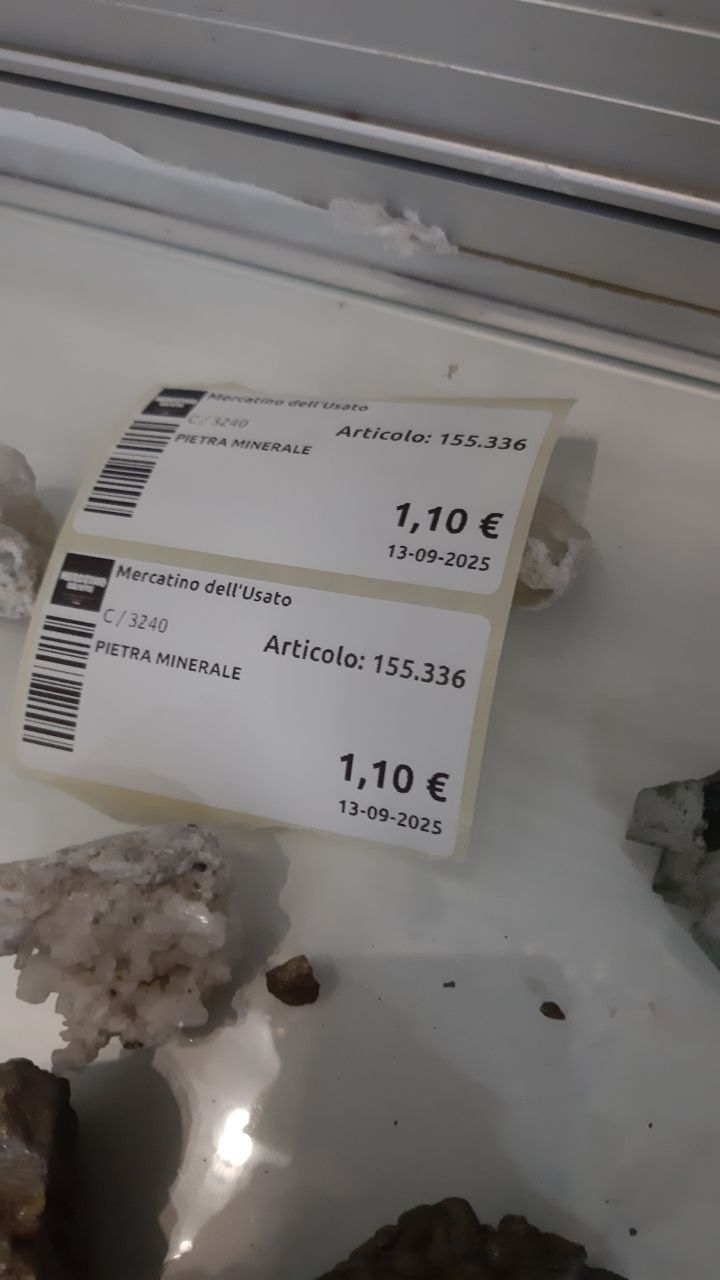 Mercatino dell'Usato
C / 3240
Articolo: 155.336
PIETRA MINERALE
1,10 €
13-09-2025
Mercatino dell'Usato
C / 3240
Articolo: 155.336
PIETRA MINERALE
1,10 €
13-09-2025